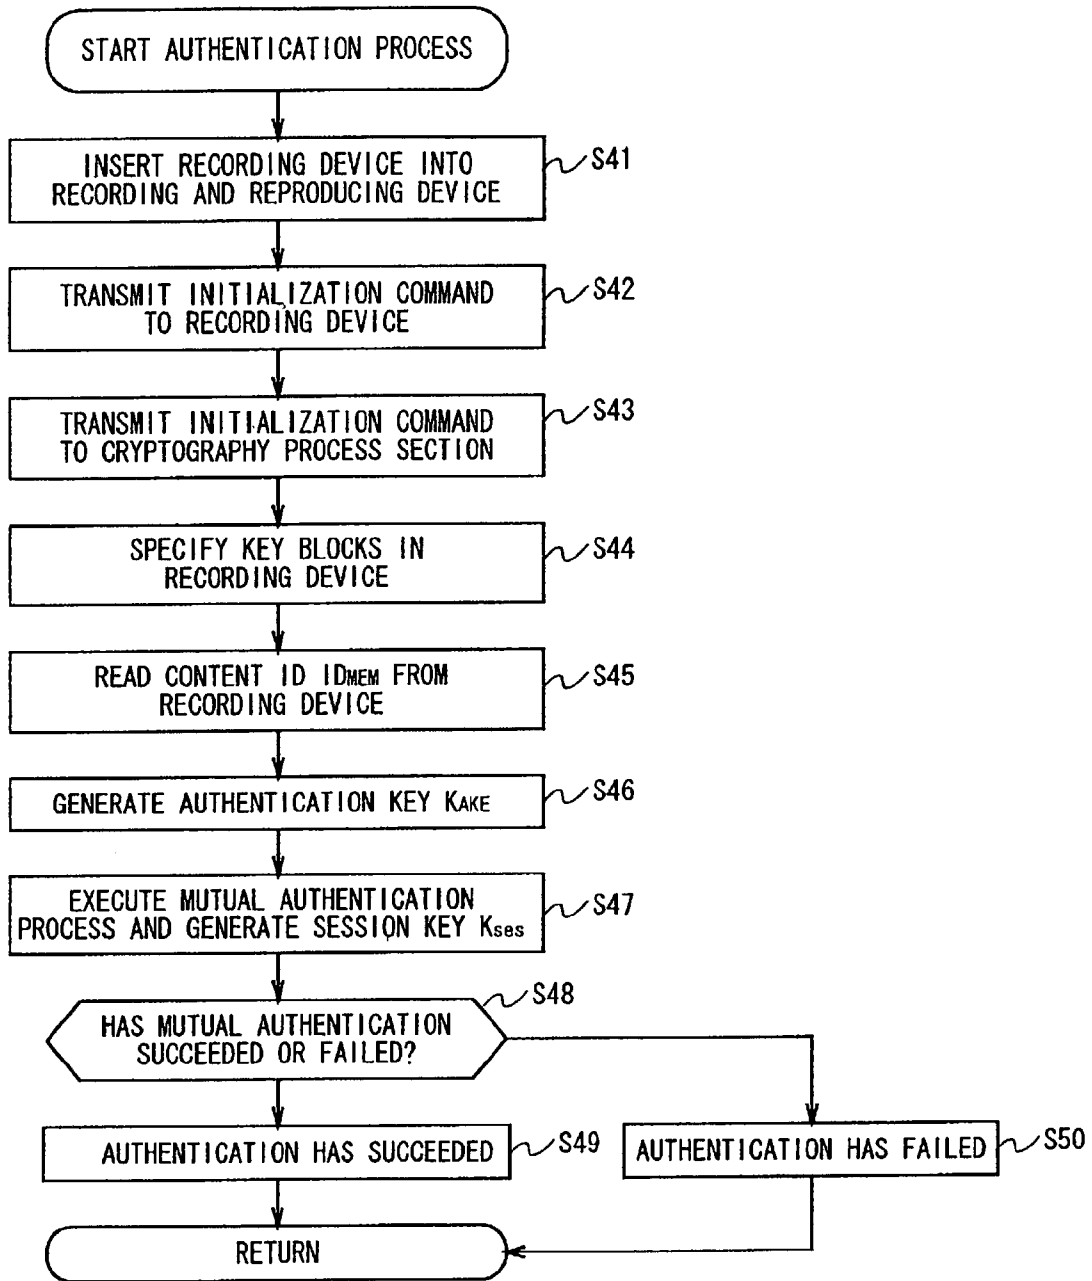 START AUTHENTICATION PROCESS
INSERT RECORDING DEVICE INTO
RECORDING AND REPRODUCING DEVICE
S41
TRANSMIT INITIALIZATION COMMAND
TO RECORDING DEVICE
S42
TRANSMIT INITIALIZATION COMMAND
TO CRYPTOGRAPHY PROCESS SECTION
S43
SPECIFY KEY BLOCKS IN
RECORDING DEVICE
S44
READ CONTENT ID IDMEM FROM
RECORDING DEVICE
S45
GENERATE AUTHENTICATION KEY KAKE
S46
EXECUTE MUTUAL AUTHENTICATION
PROCESS AND GENERATE SESSION KEY Kses
S47
HAS MUTUAL AUTHENTICATION
SUCCEEDED OR FAILED?
S48
AUTHENTICATION HAS SUCCEEDED
S49
AUTHENTICATION HAS FAILED
S50
RETURN